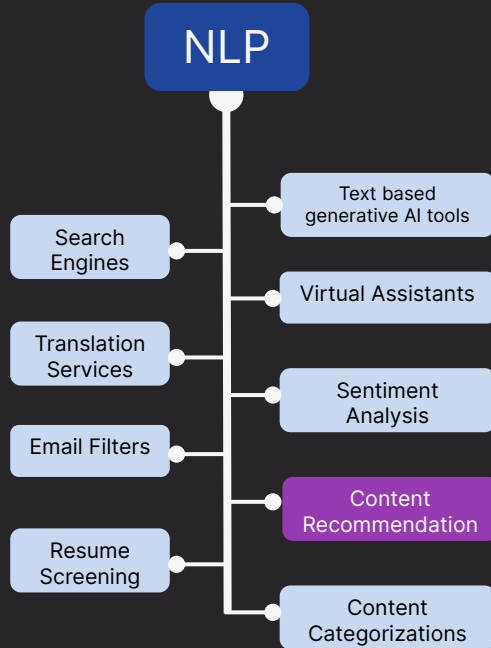 NLP
Text based
generative AI tools
Search
Engines
Virtual Assistants
Translation
Services
Sentiment
Analysis
Email Filters
Content
Recommendation
Resume
Screening
Content
Categorizations